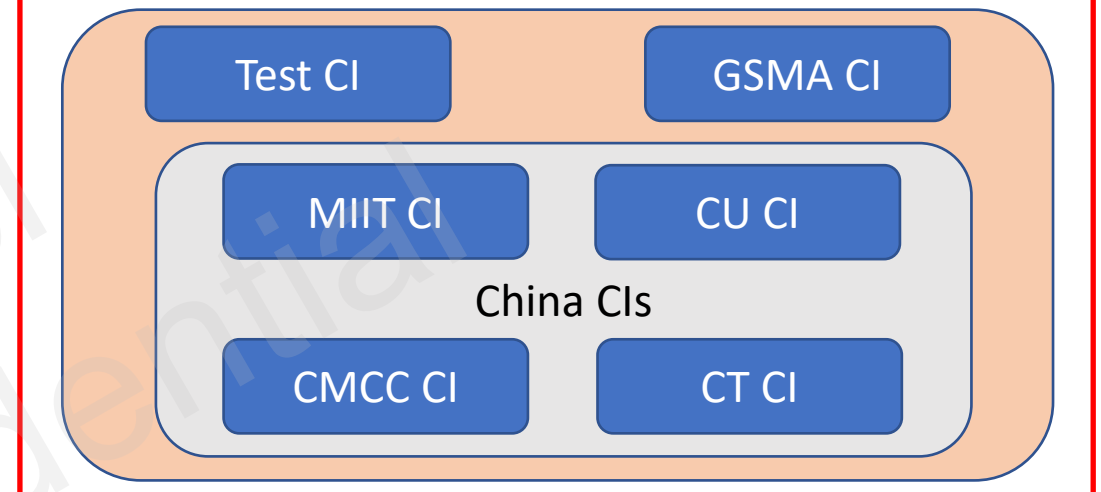 Test CI
GSMA CI
MIIT CI
CU CI
China CIs
CMCC CI
CT CI